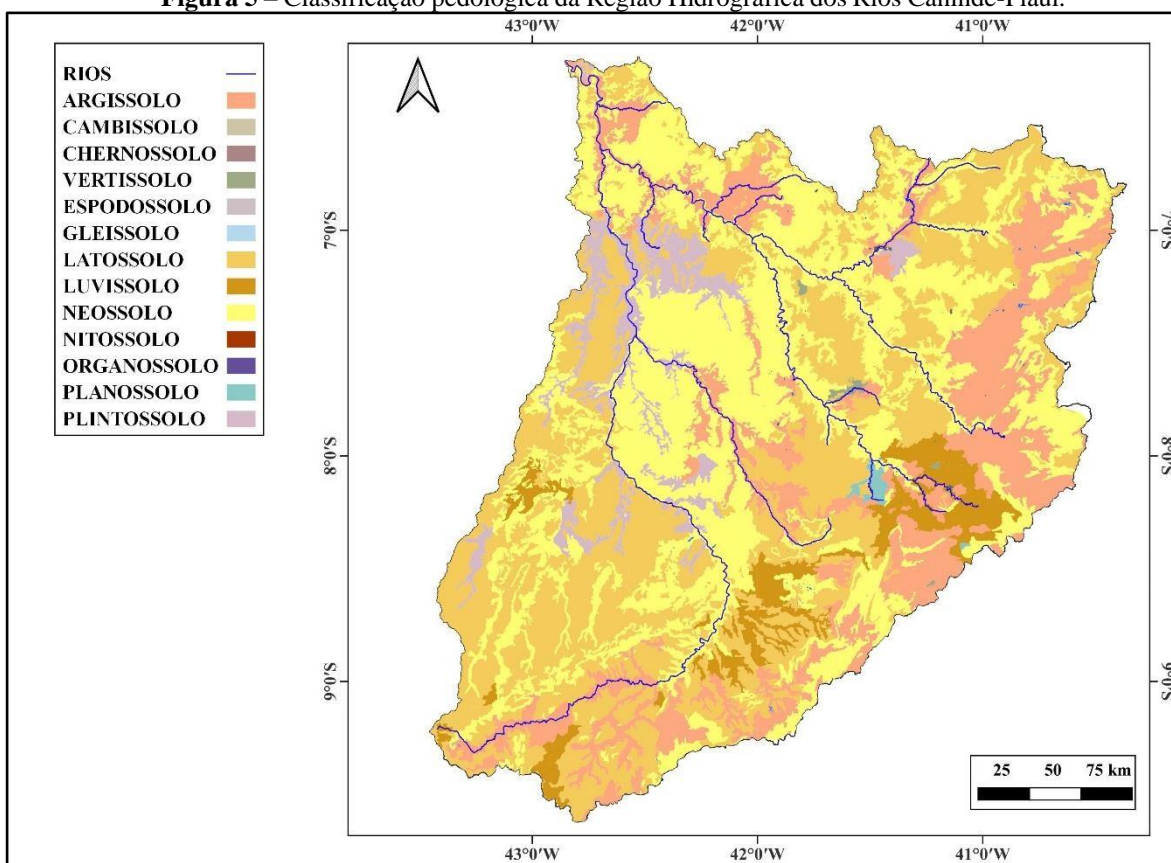 Figura 5 – Classificação pedológica da Região Hidrográfica dos Rios Canindé-Piauí.
43°0'W 42°0'W 41°0'W
RIOS
ARGISSOLO
CAMBISSOLO
CHERNOSSOLO
VERTISSOLO
ESPODOSSOLO
GLEISSOLO
LATOSSOLO
LUVISSOLO
NEOSSOLO
NITOSSOLO
ORGANOSSOLO
PLANOSSOLO
PLINTOSSOLO
7°0'S 7°0'S
8°0'S 8°0'S
9°0'S 9°0'S
25 50 75 km
43°0'W 42°0'W 41°0'W